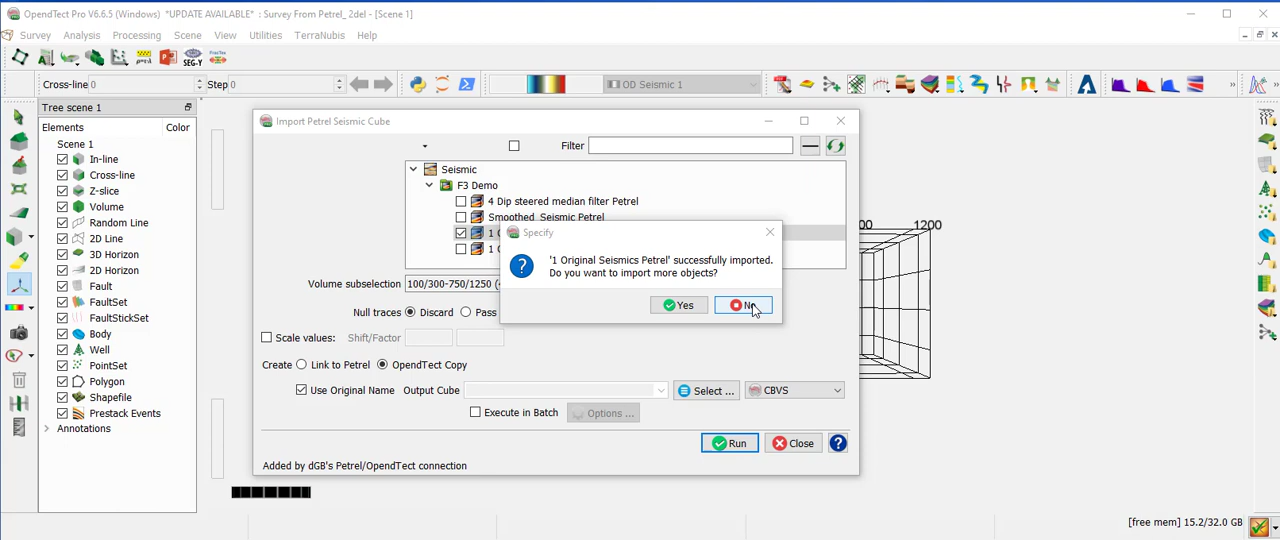 OpendTect Pro V6.6.5 (Windows) *UPDATE AVAILABLE* : Survey From Petrel_ 2del - [Scene 1]
Survey Analysis Processing Scene View Utilities TerraNubis Help
SEG-Y
Cross-line 0 Step 0 OD Seismic 1
Tree scene 1
Elements Color
Scene 1
In-line
Cross-line
Z-slice
Volume
Random Line
2D Line
3D Horizon
2D Horizon
Fault
FaultSet
FaultStickSet
Body
Well
PointSet
Polygon
Shapefile
Prestack Events
Annotations
Import Petrel Seismic Cube
Filter
Seismic
F3 Demo
4 Dip steered median filter Petrel
Smoothed_Seismic Petrel
1
1
Volume subselection 100/300-750/1250
Null traces Discard Pass
Scale values: Shift/Factor
Create Link to Petrel OpendTect Copy
Use Original Name Output Cube Select ... CBVS
Execute in Batch Options ...
Run Close
Added by dGB's Petrel/OpendTect connection
Specify
'1 Original Seismics Petrel' successfully imported.
Do you want to import more objects?
Yes No
1200
[free mem] 15.2/32.0 GB